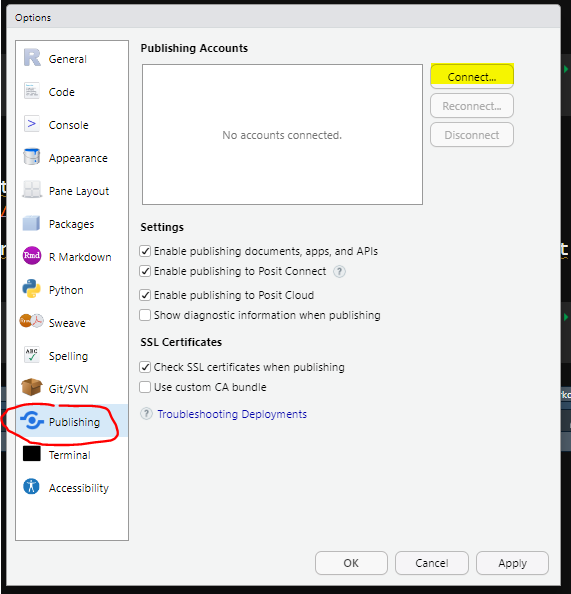 Options
General
Code
Console
Appearance
Pane Layout
Packages
Rmd R Markdown
Python
Sweave
ABC Spelling
Git/SVN
Publishing
Terminal
Accessibility
Publishing Accounts
No accounts connected.
Connect...
Reconnect...
Disconnect
Settings
Enable publishing documents, apps, and APIs
Enable publishing to Posit Connect ?
Enable publishing to Posit Cloud
Show diagnostic information when publishing
SSL Certificates
Check SSL certificates when publishing
Use custom CA bundle
? Troubleshooting Deployments
OK Cancel Apply